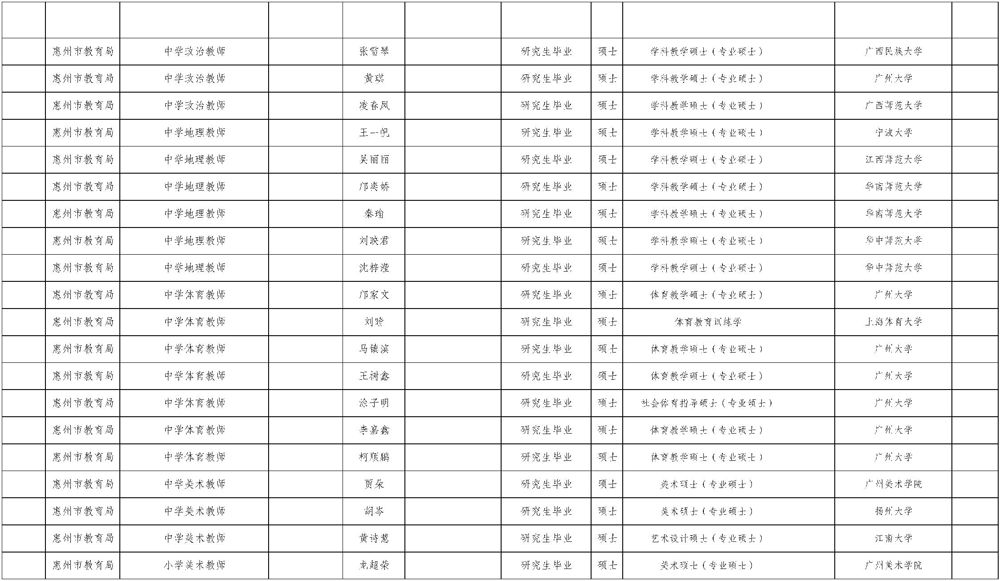 惠州市教育局 中学政治教师 张雪琴 研究生毕业 硕士 学科教学硕士（专业硕士） 广西民族大学
惠州市教育局 中学政治教师 黄琪 研究生毕业 硕士 学科教学硕士（专业硕士） 广州大学
惠州市教育局 中学政治教师 凌春凤 研究生毕业 硕士 学科教学硕士（专业硕士） 广西师范大学
惠州市教育局 中学地理教师 王一帆 研究生毕业 硕士 学科教学硕士（专业硕士） 宁波大学
惠州市教育局 中学地理教师 吴丽丽 研究生毕业 硕士 学科教学硕士（专业硕士） 江西师范大学
惠州市教育局 中学地理教师 邝奕娇 研究生毕业 硕士 学科教学硕士（专业硕士） 华南师范大学
惠州市教育局 中学地理教师 秦瑜 研究生毕业 硕士 学科教学硕士（专业硕士） 华南师范大学
惠州市教育局 中学地理教师 刘映君 研究生毕业 硕士 学科教学硕士（专业硕士） 华中师范大学
惠州市教育局 中学地理教师 沈梓滢 研究生毕业 硕士 学科教学硕士（专业硕士） 华中师范大学
惠州市教育局 中学体育教师 邝家文 研究生毕业 硕士 体育教学硕士（专业硕士） 广州大学
惠州市教育局 中学体育教师 研究生毕业 硕士 体育教育训练学 上海体育大学
惠州市教育局 中学体育教师 马镇滨 研究生毕业 硕士 体育教学硕士（专业硕士） 广州大学
惠州市教育局 中学体育教师 王树鑫 研究生毕业 硕士 体育教学硕士（专业硕士） 广州大学
惠州市教育局 中学体育教师 涂子明 研究生毕业 硕士 社会体育指导硕士（专业硕士） 广州大学
惠州市教育局 中学体育教师 李嘉鑫 研究生毕业 硕士 体育教学硕士（专业硕士） 广州大学
惠州市教育局 中学体育教师 柯顺鹏 研究生毕业 硕士 体育教学硕士（专业硕士） 广州大学
惠州市教育局 中学美术教师 贾朵 研究生毕业 硕士 美术硕士（专业硕士） 广州美术学院
惠州市教育局 中学美术教师 胡岑 研究生毕业 硕士 美术硕士（专业硕士） 扬州大学
惠州市教育局 中学美术教师 黄诗慧 研究生毕业 硕士 艺术设计硕士（专业硕士） 江南大学
惠州市教育局 小学美术教师 龙超荣 研究生毕业 硕士 美术硕士（专业硕士） 广州美术学院